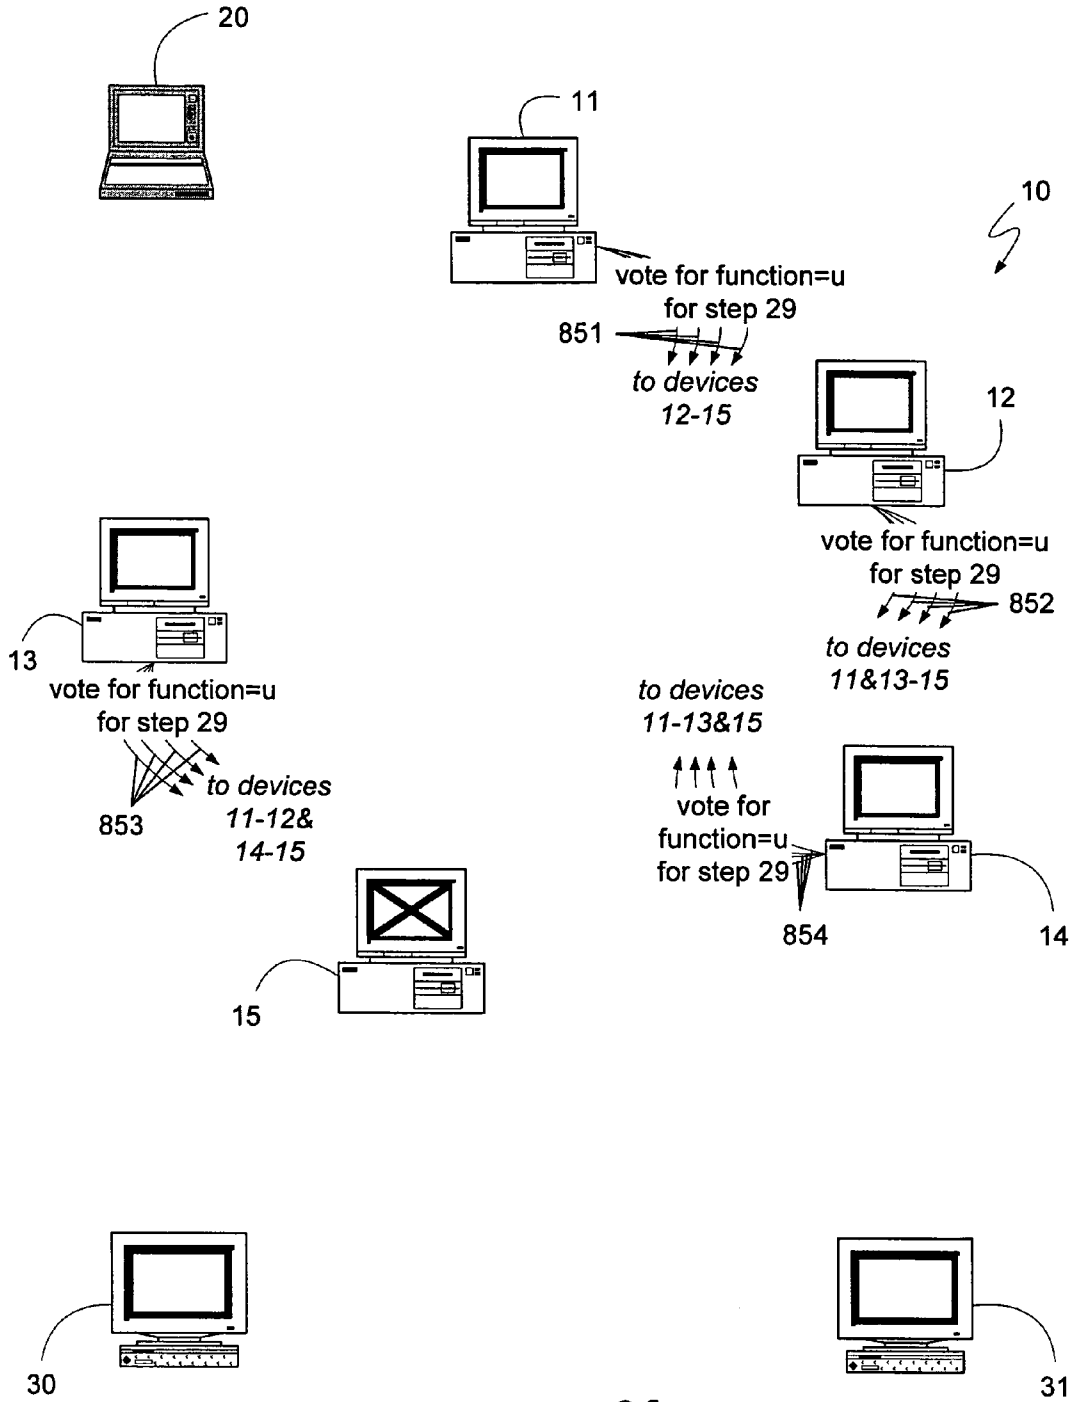 20
11
10
vote for function=u
for step 29
851
to devices
12-15
12
vote for function=u
for step 29
852
to devices
11&13-15
13
vote for function=u
for step 29
853
to devices
11-12&
14-15
to devices
11-13&15
vote for
function=u
for step 29
854
14
15
30
31